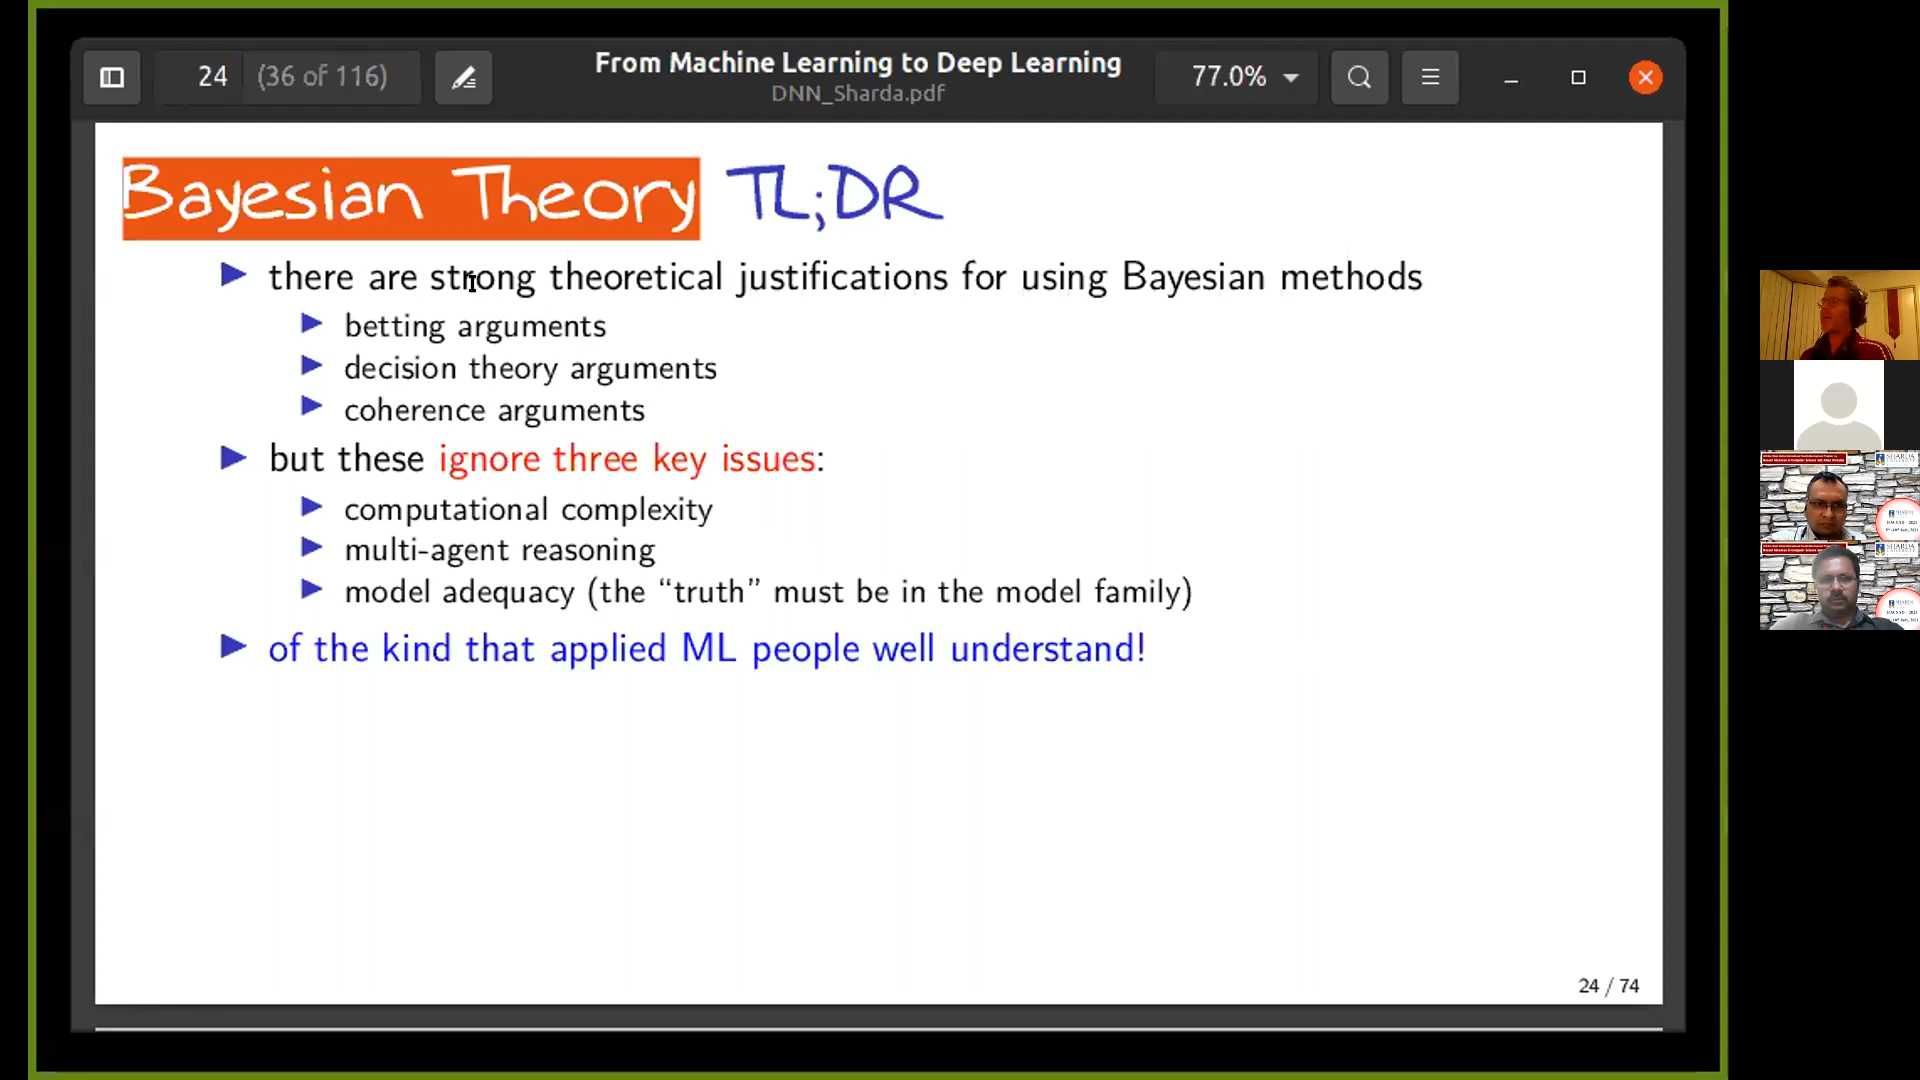 24 (36 of 116)
From Machine Learning to Deep Learning
DNN_Sharda.pdf
77.0%
Bayesian Theory TL;DR
there are strong theoretical justifications for using Bayesian methods
betting arguments
decision theory arguments
coherence arguments
but these ignore three key issues:
computational complexity
multi-agent reasoning
model adequacy (the “truth” must be in the model family)
of the kind that applied ML people well understand!
24 / 74
SHARDA
SHARDA